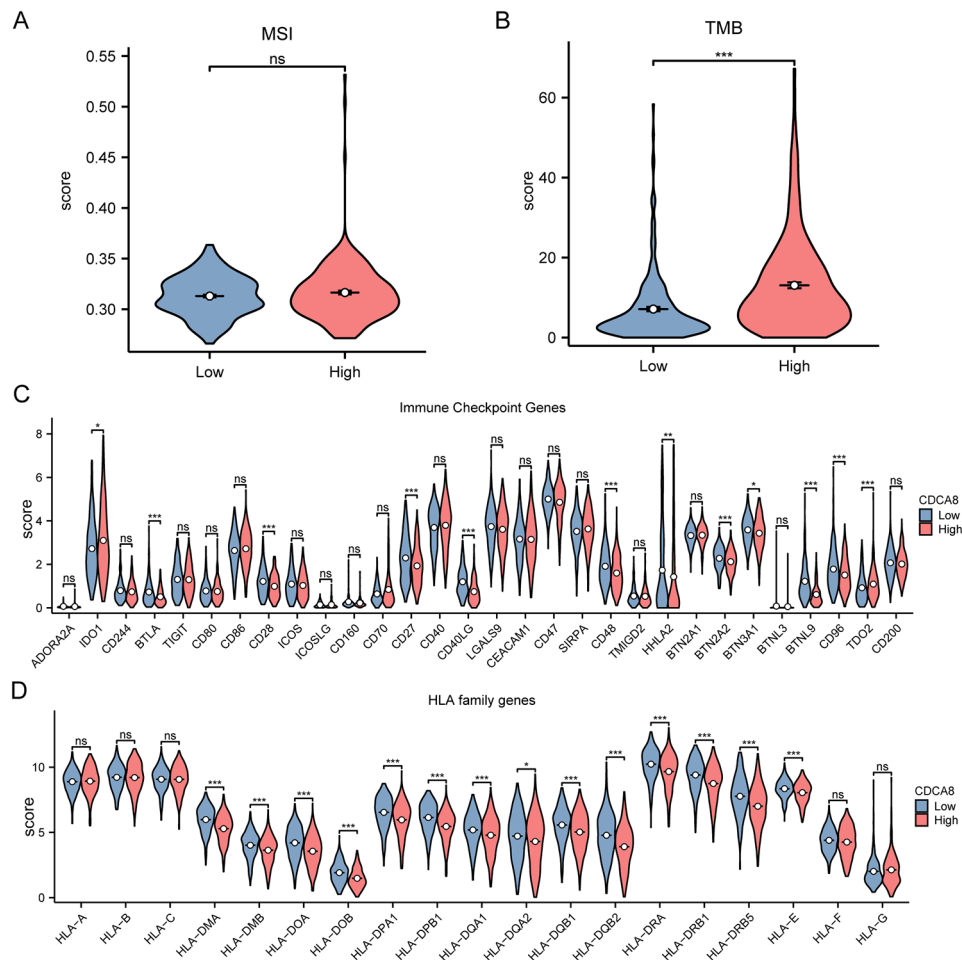 A
MSI
ns
0.55
0.50
0.45
0.40
0.35
0.30
score
Low
High
B
TMB
***
60
40
20
0
score
Low
High
C
Immune Checkpoint Genes
8
6
4
2
0
score
ns * ns *** ns ns ns *** ns ns ns ns *** ns *** ns ns ns ns *** ns ** ns *** * ns *** *** *** ns
ADORA2A
IDO1
CD244
BTLA
TIGIT
CD80
CD86
CD28
ICOS
ICOSLG
CD160
CD70
CD27
CD40
CD40LG
LGALS9
CEACAM1
CD47
SIRPA
CD48
TMIGD2
HHLA2
BTN2A1
BTN2A2
BTN3A1
BTNL3
BTNL9
CD96
TDO2
CD200
CDCA8
Low
High
D
HLA family genes
10
5
0
score
ns ns ns *** *** *** *** *** *** *** * *** *** *** *** *** *** ns ns
HLA-A
HLA-B
HLA-C
HLA-DMA
HLA-DMB
HLA-DOA
HLA-DOB
HLA-DPA1
HLA-DPB1
HLA-DQA1
HLA-DQA2
HLA-DQB1
HLA-DQB2
HLA-DRA
HLA-DRB1
HLA-DRB5
HLA-E
HLA-F
HLA-G
CDCA8
Low
High